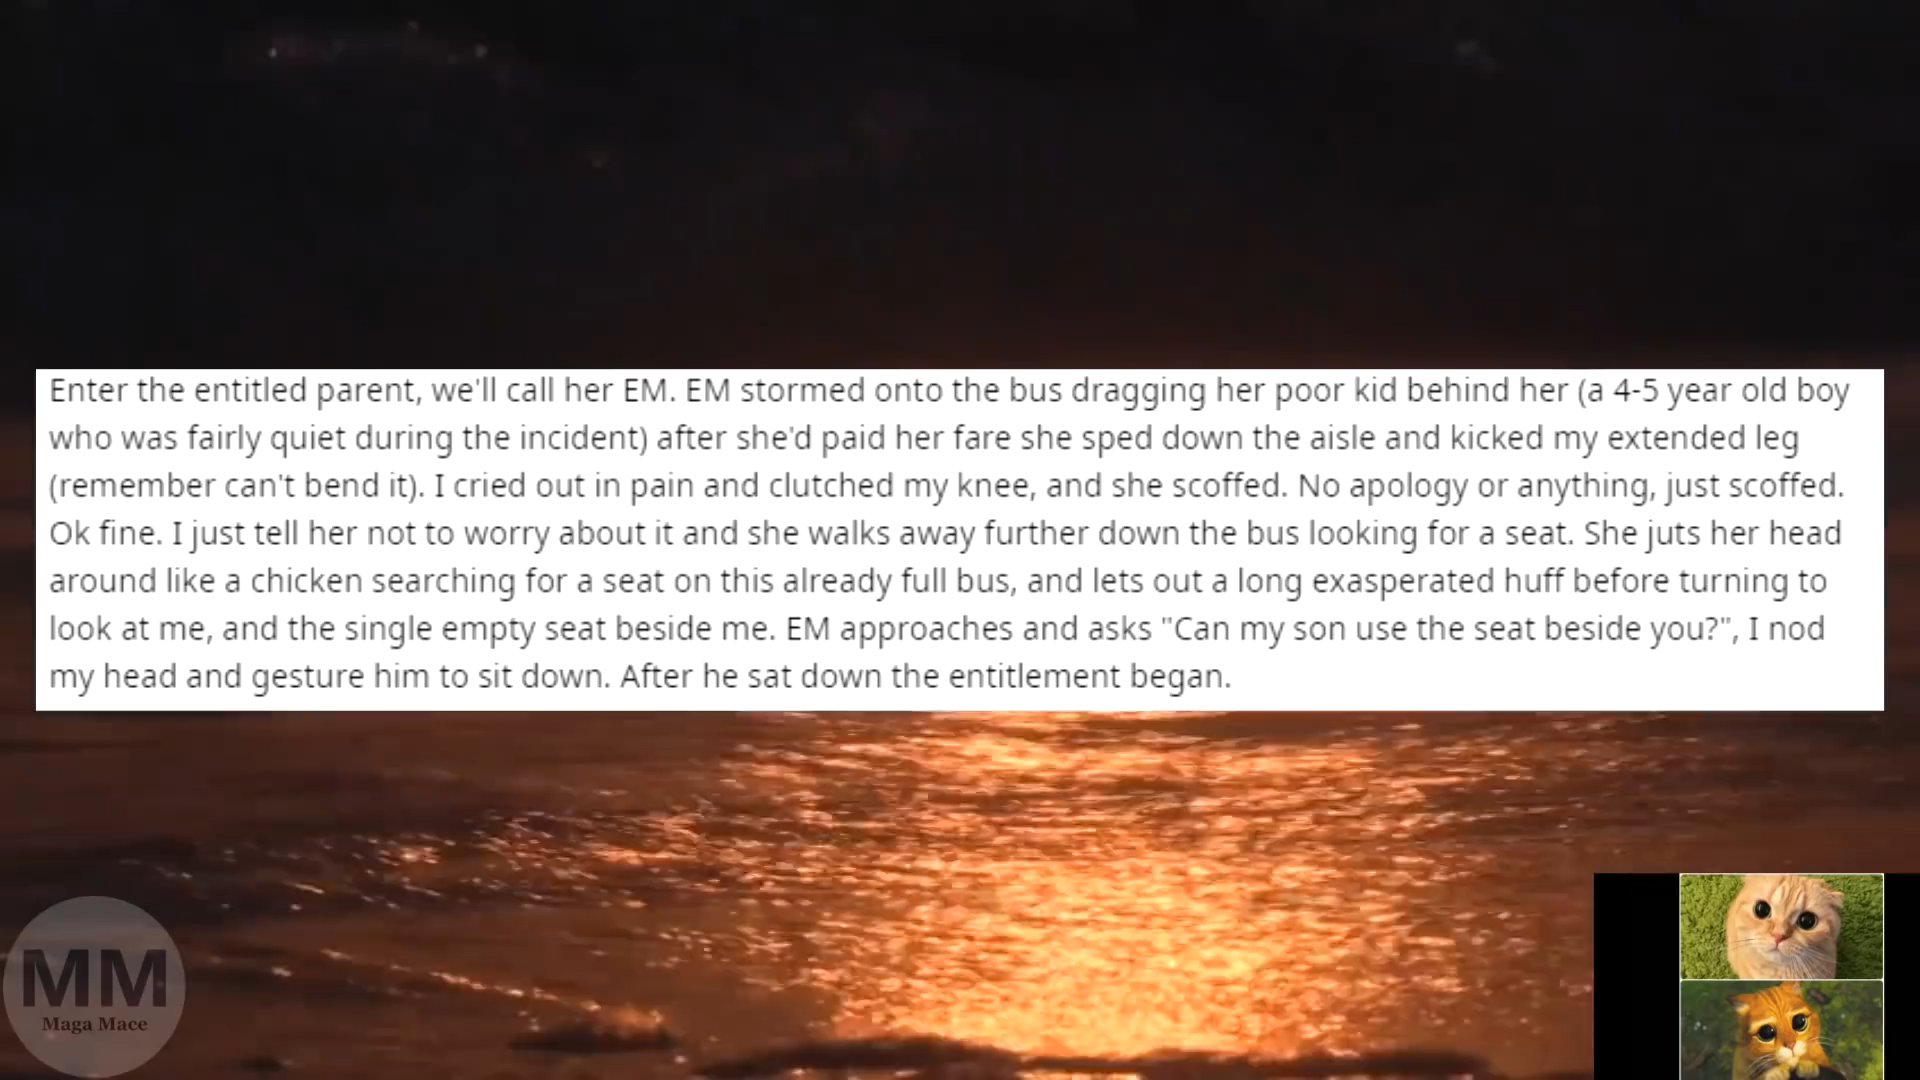 Enter the entitled parent, we'll call her EM. EM stormed onto the bus dragging her poor kid behind her (a 4-5 year old boy
who was fairly quiet during the incident) after she'd paid her fare she sped down the aisle and kicked my extended leg
(remember can't bend it). I cried out in pain and clutched my knee, and she scoffed. No apology or anything, just scoffed.
Ok fine. I just tell her not to worry about it and she walks away further down the bus looking for a seat. She juts her head
around like a chicken searching for a seat on this already full bus, and lets out a long exasperated huff before turning to
look at me, and the single empty seat beside me. EM approaches and asks "Can my son use the seat beside you?", I nod
my head and gesture him to sit down. After he sat down the entitlement began.
MM
Maga Mace